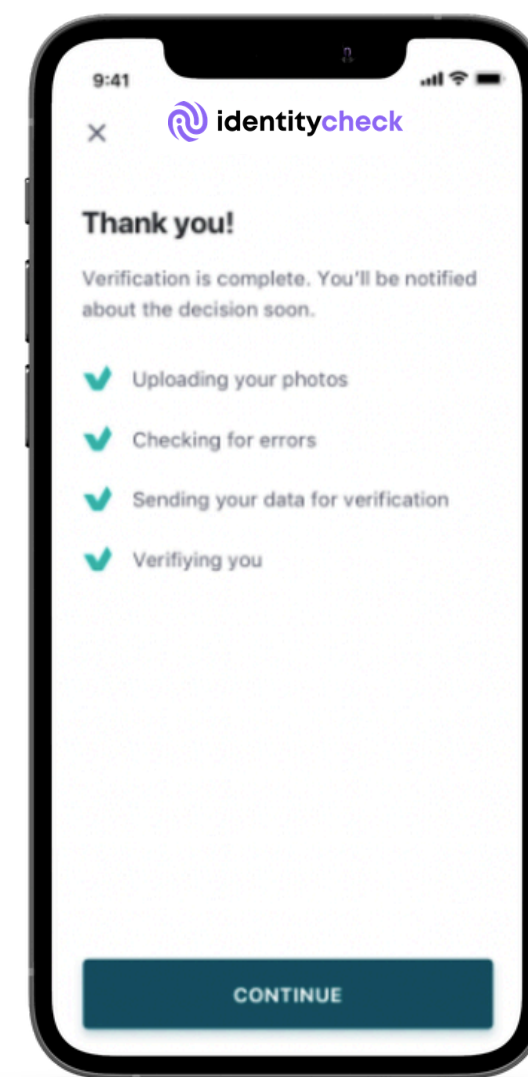 9:41
identitycheck
Thank you!
Verification is complete. You'll be notified
about the decision soon.
Uploading your photos
Checking for errors
Sending your data for verification
Verifiying you
CONTINUE